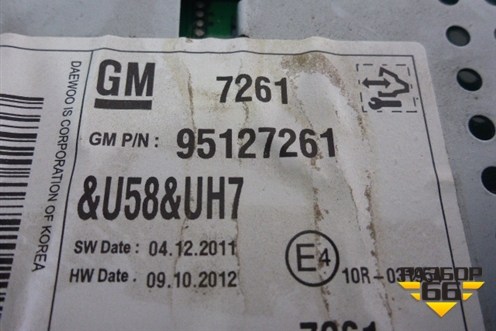 GM 7261
GM P/N: 95127261
&U58&UH7
SW Date: 04.12.2011
HW Date: 09.10.2012
E4
DAEWOO IS CORPORATION OF KOREA
РАЗБОР
66
7261